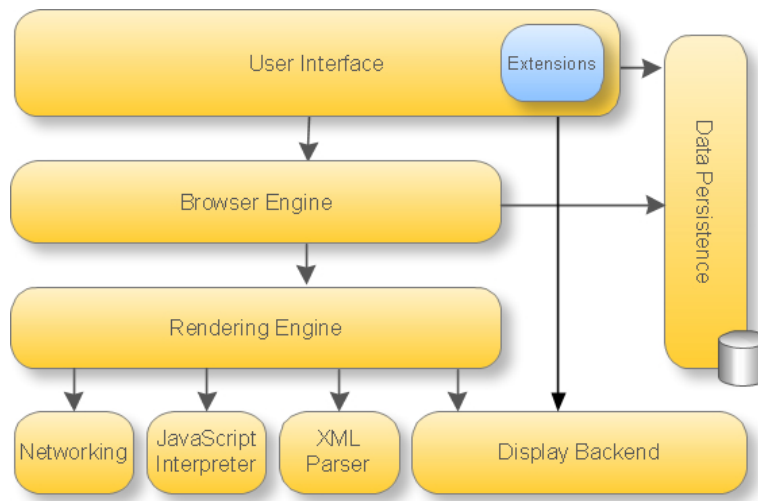 User Interface
Extensions
Data Persistence
Browser Engine
Rendering Engine
Networking
JavaScript
Interpreter
XML
Parser
Display Backend